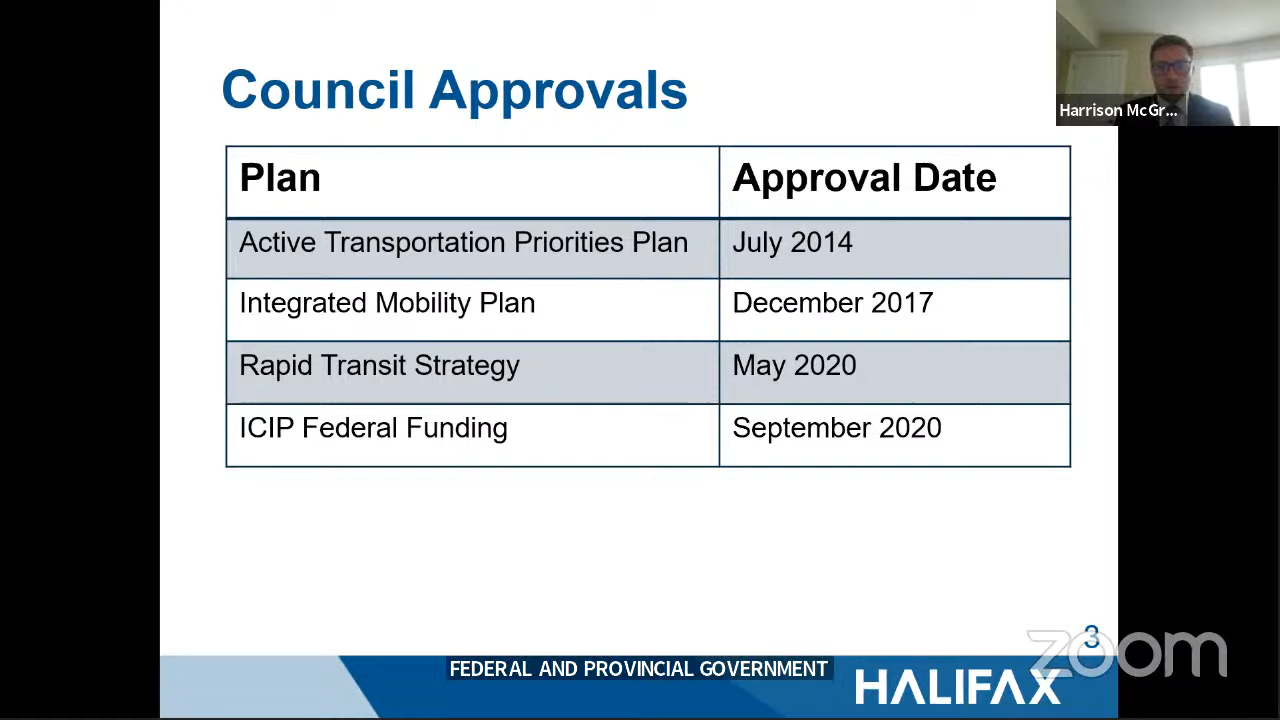 Council Approvals
Harrison McGr...
Plan Approval Date
Active Transportation Priorities Plan July 2014
Integrated Mobility Plan December 2017
Rapid Transit Strategy May 2020
ICIP Federal Funding September 2020
3
zoom
FEDERAL AND PROVINCIAL GOVERNMENT
HALIFAX